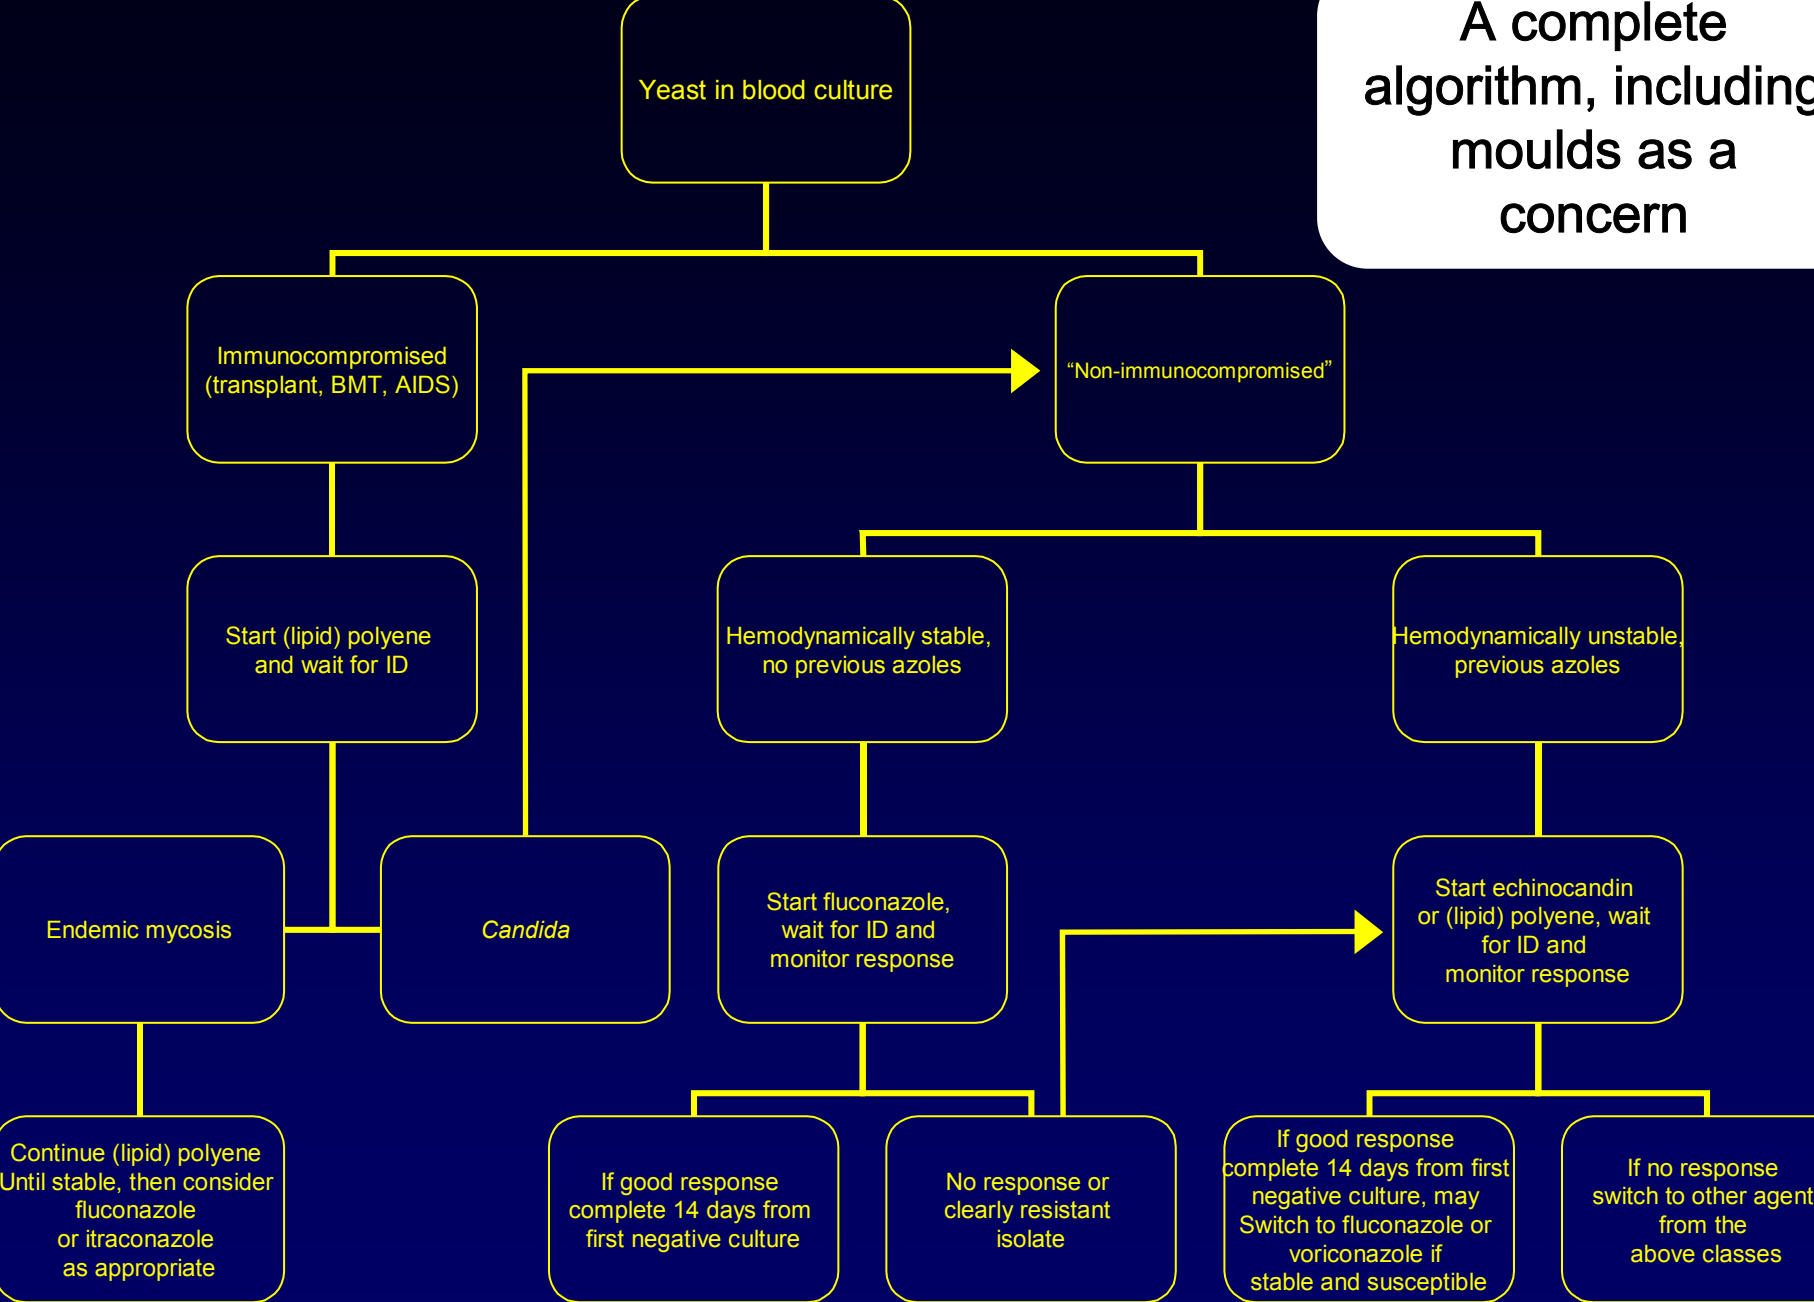 A complete
algorithm, including
moulds as a
concern
Yeast in blood culture
Immunocompromised
(transplant, BMT, AIDS)
“Non-immunocompromised”
Start (lipid) polyene
and wait for ID
Hemodynamically stable,
no previous azoles
Hemodynamically unstable,
previous azoles
Endemic mycosis
Candida
Start fluconazole,
wait for ID and
monitor response
Start echinocandin
or (lipid) polyene, wait
for ID and
monitor response
Continue (lipid) polyene
Until stable, then consider
fluconazole
or itraconazole
as appropriate
If good response
complete 14 days from
first negative culture
No response or
clearly resistant
isolate
If good response
complete 14 days from first
negative culture, may
Switch to fluconazole or
voriconazole if
stable and susceptible
If no response
switch to other agent
from the
above classes